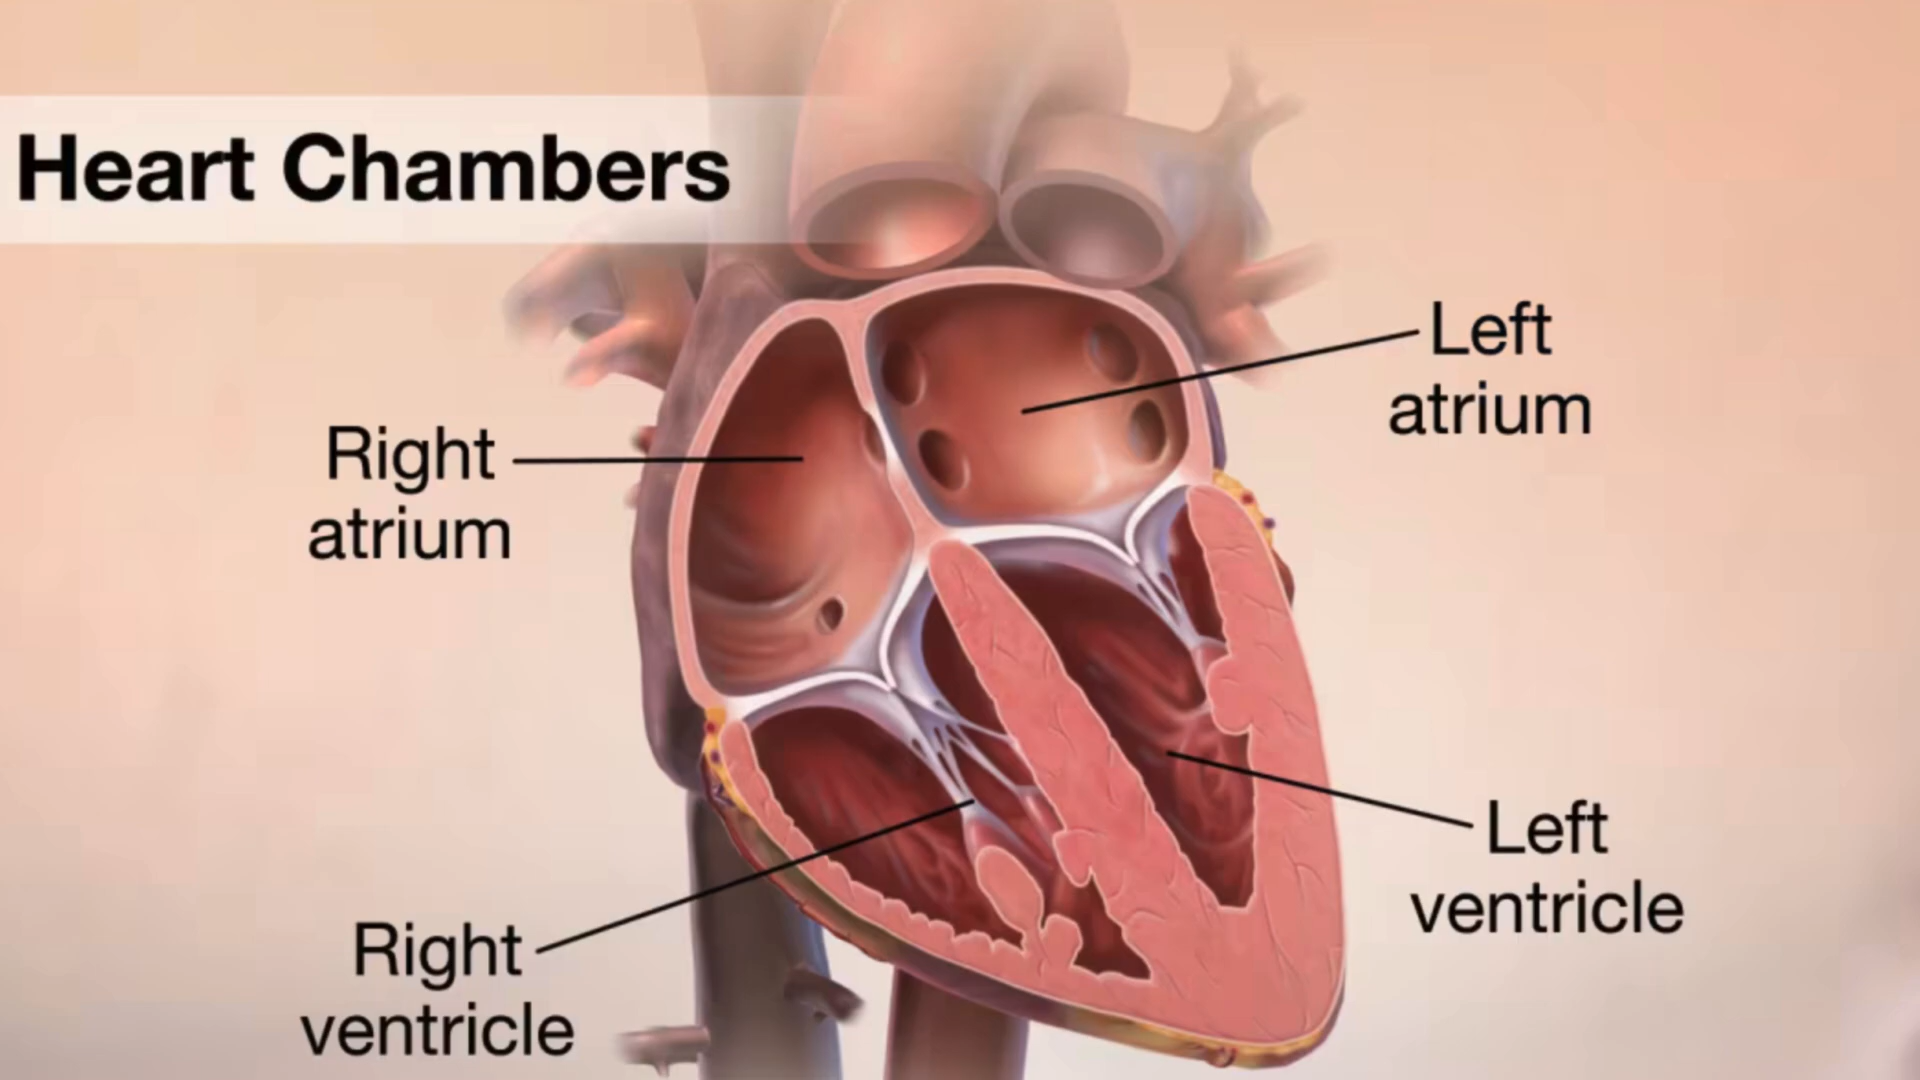 Heart Chambers
Left
atrium
Right
atrium
Left
ventricle
Right
ventricle